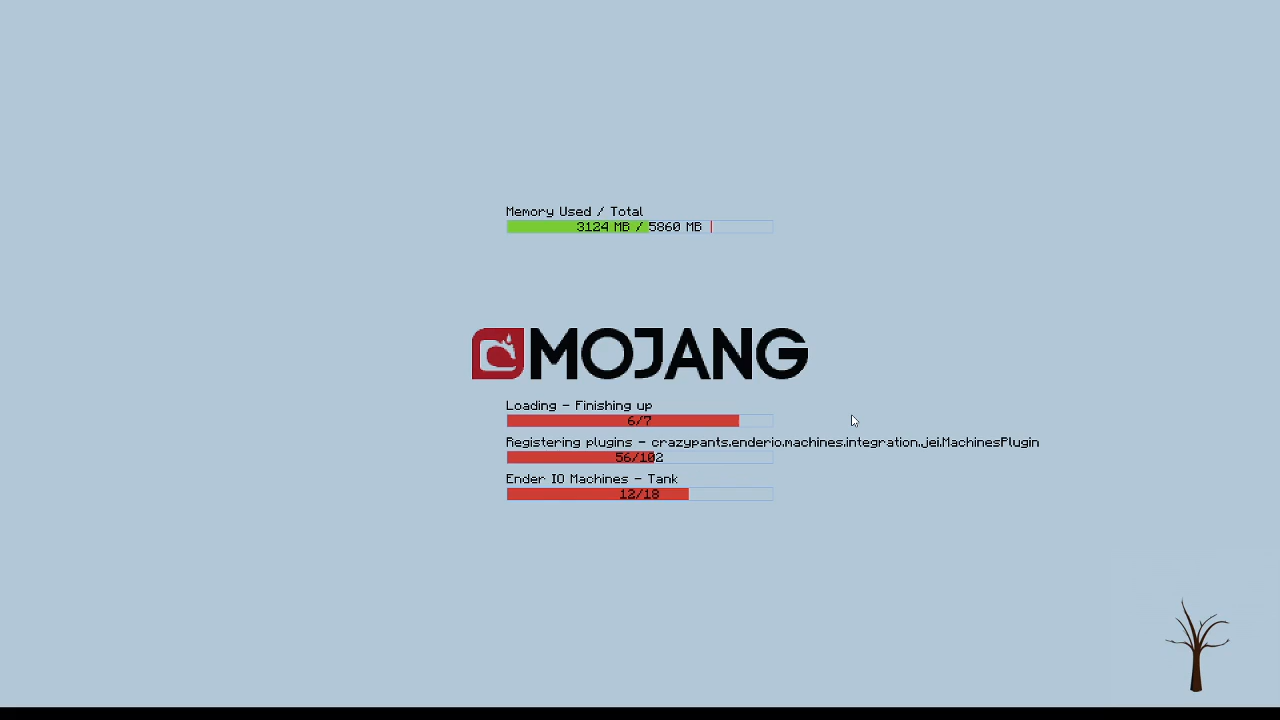 Memory Used / Total
3124 MB / 5860 MB
MOJANG
Loading - Finishing up
6/7
Registering plugins - crazypants.enderio.machines.integration.jei.MachinesPlugin
56/102
Ender IO Machines - Tank
12/18